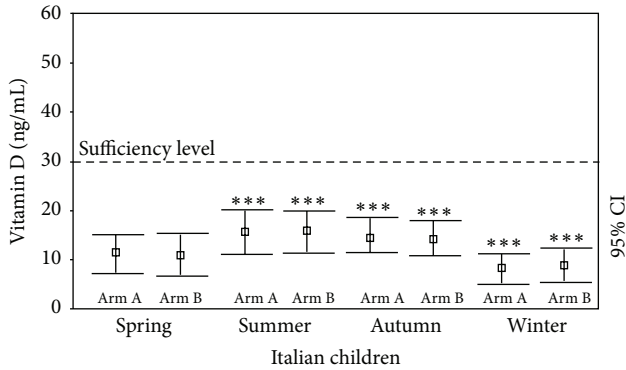 60
50
40
30
20
10
0
Vitamin D (ng/mL)
Sufficiency level
*** *** *** *** *** ***
95% CI
Arm A Arm B Arm A Arm B Arm A Arm B Arm A Arm B
Spring Summer Autumn Winter
Italian children